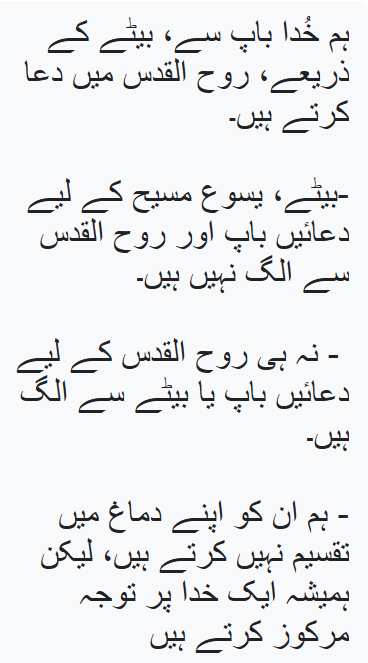 ہم خُدا باپ سے، بیٹے کے
ذریعے، روح القدس میں دعا
کرتے ہیں۔
-بیٹے، یسوع مسیح کے لیے
دعائیں باپ اور روح القدس
سے الگ نہیں ہیں۔
- نہ ہی روح القدس کے لیے
دعائیں باپ یا بیٹے سے الگ
ہیں۔
- ہم ان کو اپنے دماغ میں
تقسیم نہیں کرتے ہیں، لیکن
ہمیشہ ایک خدا پر توجہ
مرکوز کرتے ہیں